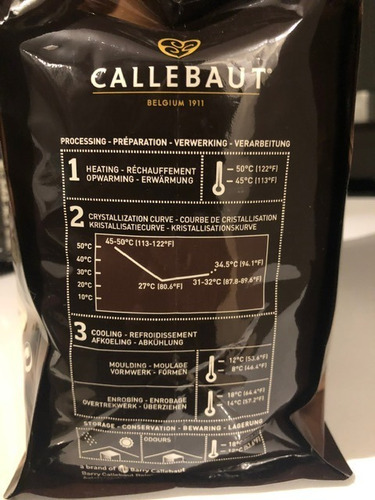 CALLEBAUT®
BELGIUM 1911
PROCESSING - PRÉPARATION - VERWERKING - VERARBEITUNG
1 HEATING - RÉCHAUFFEMENT
OPWARMING - ERWÄRMUNG
50°C (122°F)
45°C (113°F)
2 CRYSTALLIZATION CURVE - COURBE DE CRISTALLISATION
KRISTALLISATIECURVE - KRISTALLISATIONSKURVE
50°C
40°C
30°C
20°C
10°C
45-50°C (113-122°F)
27°C (80.6°F)
34.5°C (94.1°F)
31-32°C (87.8-89.6°F)
3 COOLING - REFROIDISSEMENT
AFKOELING - ABKÜHLUNG
MOULDING - MOULAGE
VORMWERK - FORMEN
12°C (53.6°F)
8°C (46.4°F)
ENROBING - ENROBAGE
OVERTREKWERK - ÜBERZIEHEN
18°C (64.4°F)
14°C (57.2°F)
STORAGE - CONSERVATION - BEWARING - LAGERUNG
ODOURS
18°C
12°C
a brand of Barry Callebaut
Barry Callebaut